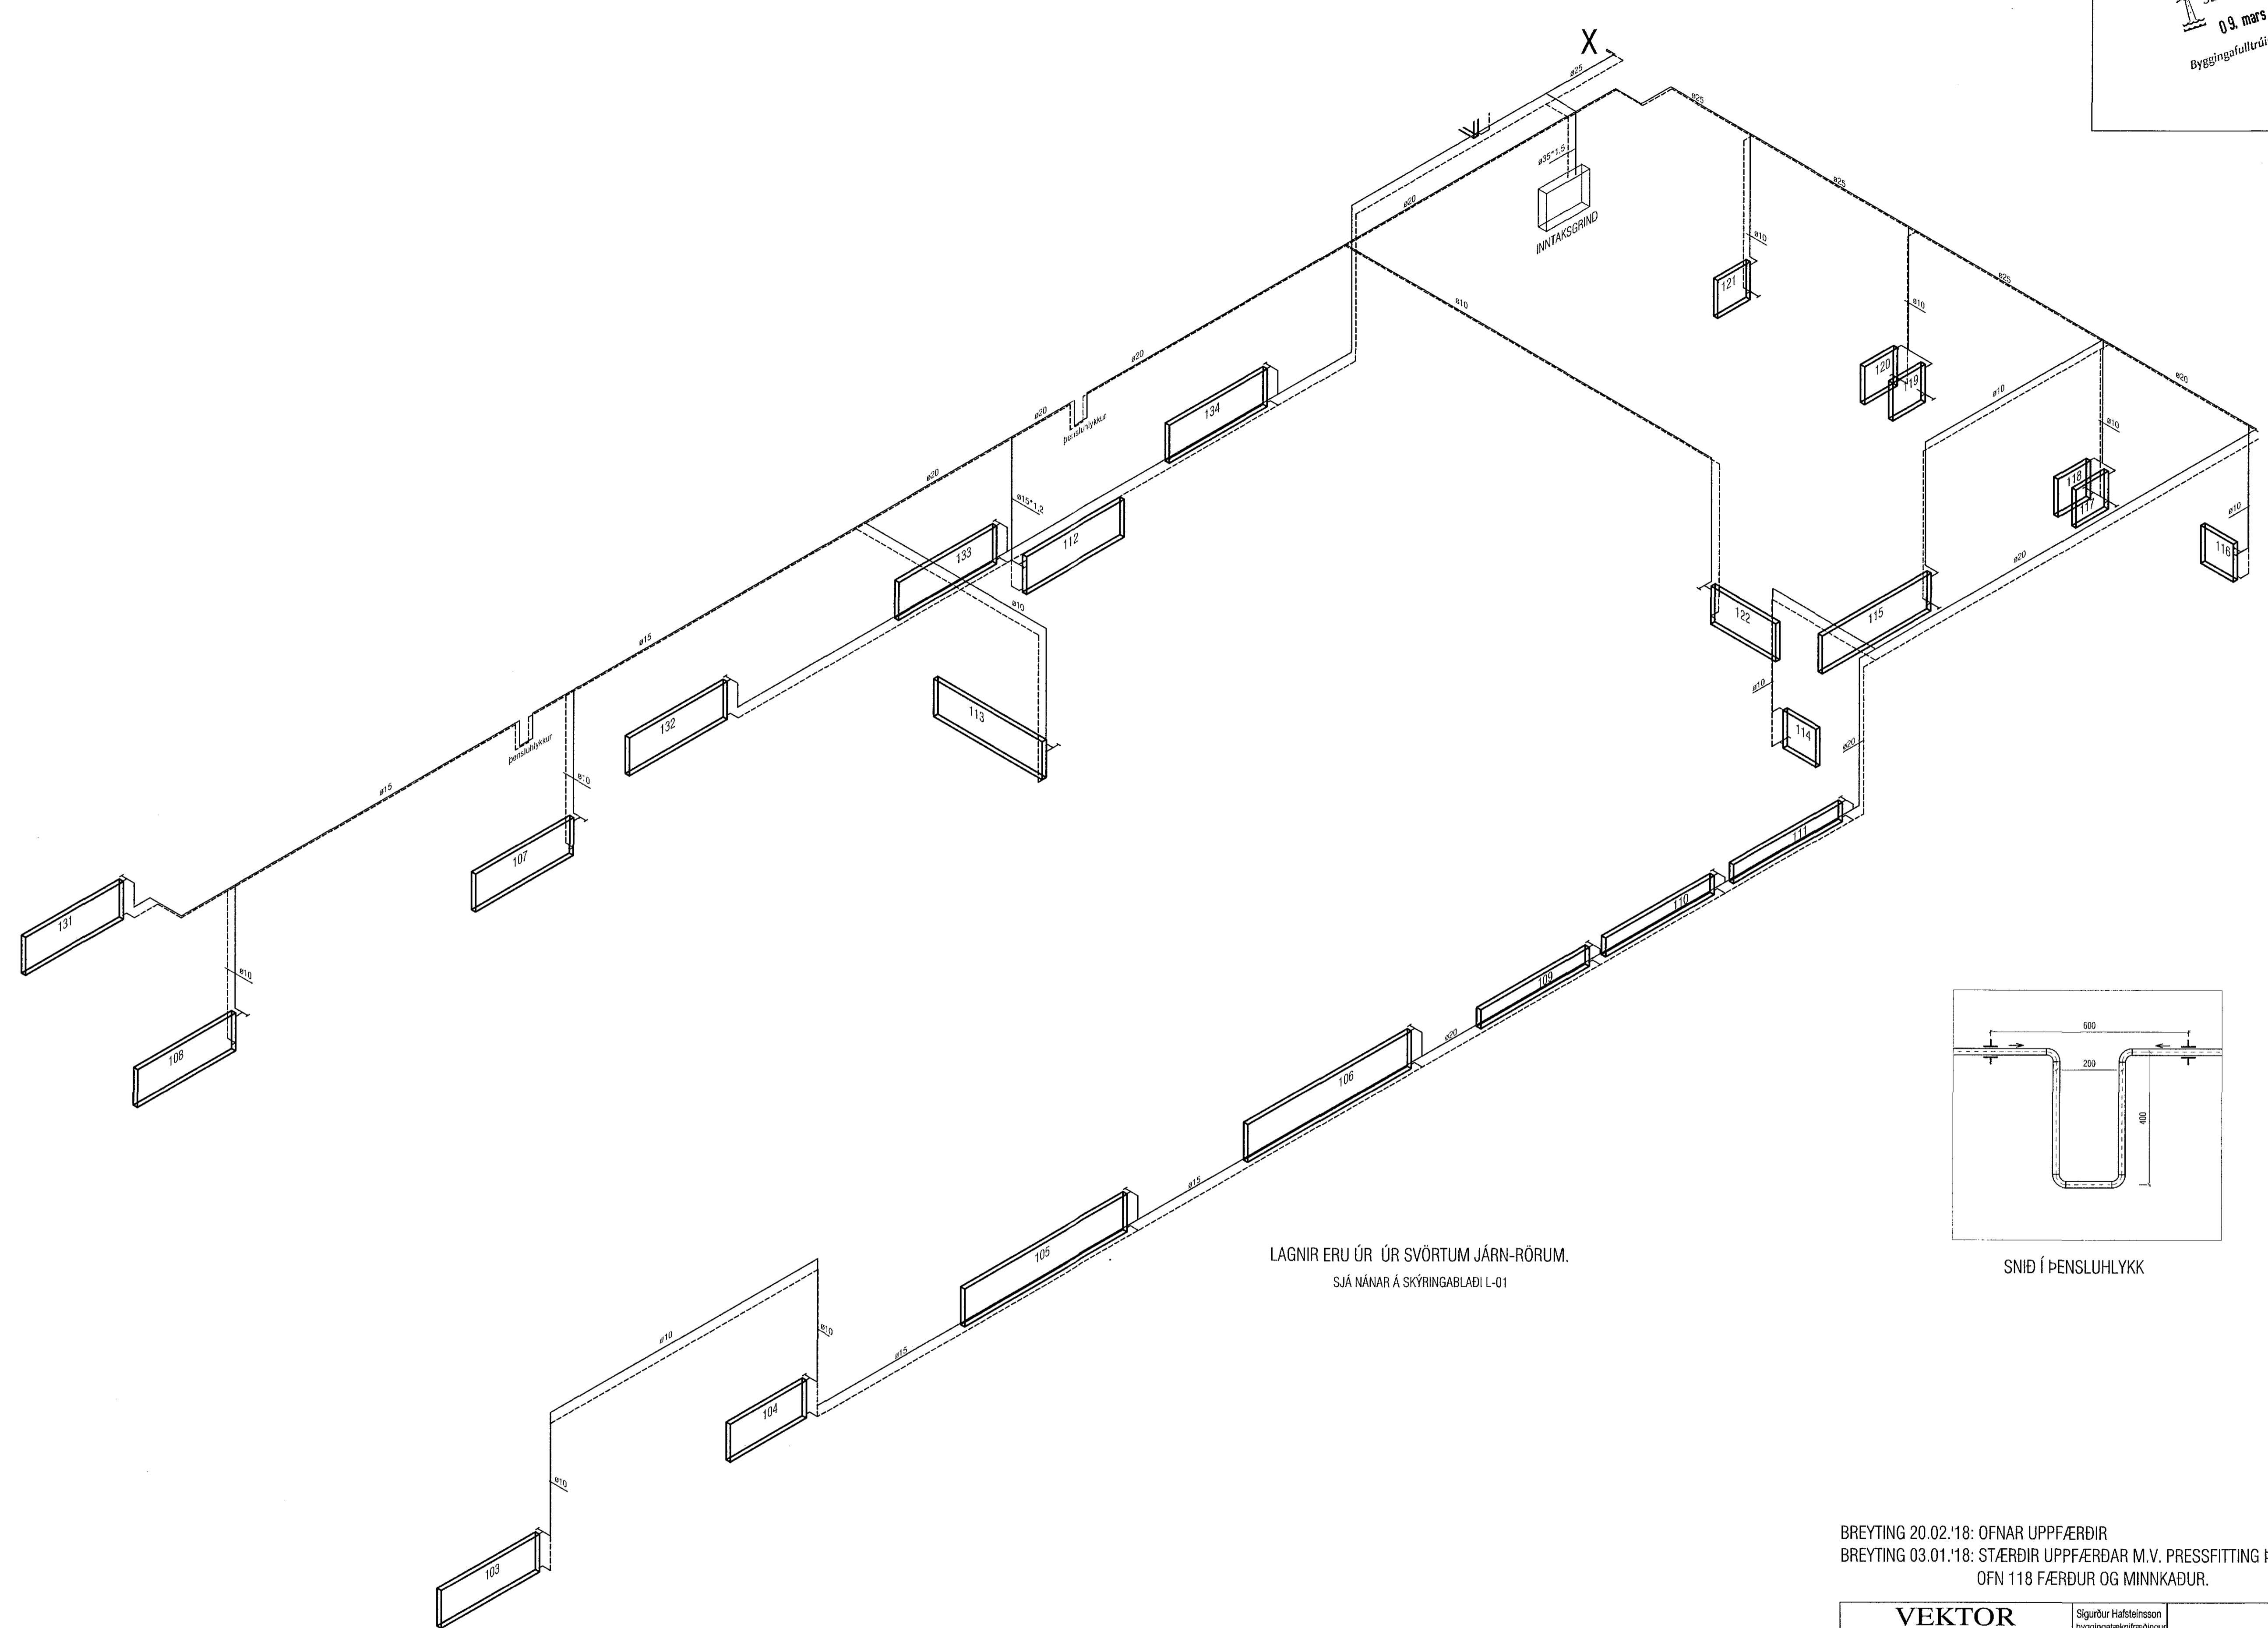 09. mars
Byggingafulltrúi
X
ø25
ø25
ø35*1.5
INNTAKSGRIND
ø20
ø25
ø10
121
ø10
ø25
ø10
120
119
ø20
ø20
þensluhlykkur
134
ø10
ø10
118
117
ø20
ø15*1.2
133
112
ø10
116
ø20
ø10
122
115
ø15
132
113
ø10
114
ø20
þensluhlykkur
ø10
ø15
107
111
131
110
ø10
109
108
ø20
106
600
200
400
SNIÐ Í ÞENSLUHLYKK
ø15
105
LAGNIR ERU ÚR ÚR SVÖRTUM JÁRN-RÖRUM.
SJÁ NÁNAR Á SKÝRINGABLAÐI L-01
ø10
ø10
ø15
104
ø10
103
BREYTING 20.02.'18: OFNAR UPPFÆRÐIR
BREYTING 03.01.'18: STÆRÐIR UPPFÆRÐAR M.V. PRESSFITTING
OFN 118 FÆRÐUR OG MINNKAÐUR.
VEKTOR
Sigurður Hafsteinsson
byggingatæknifræðingur